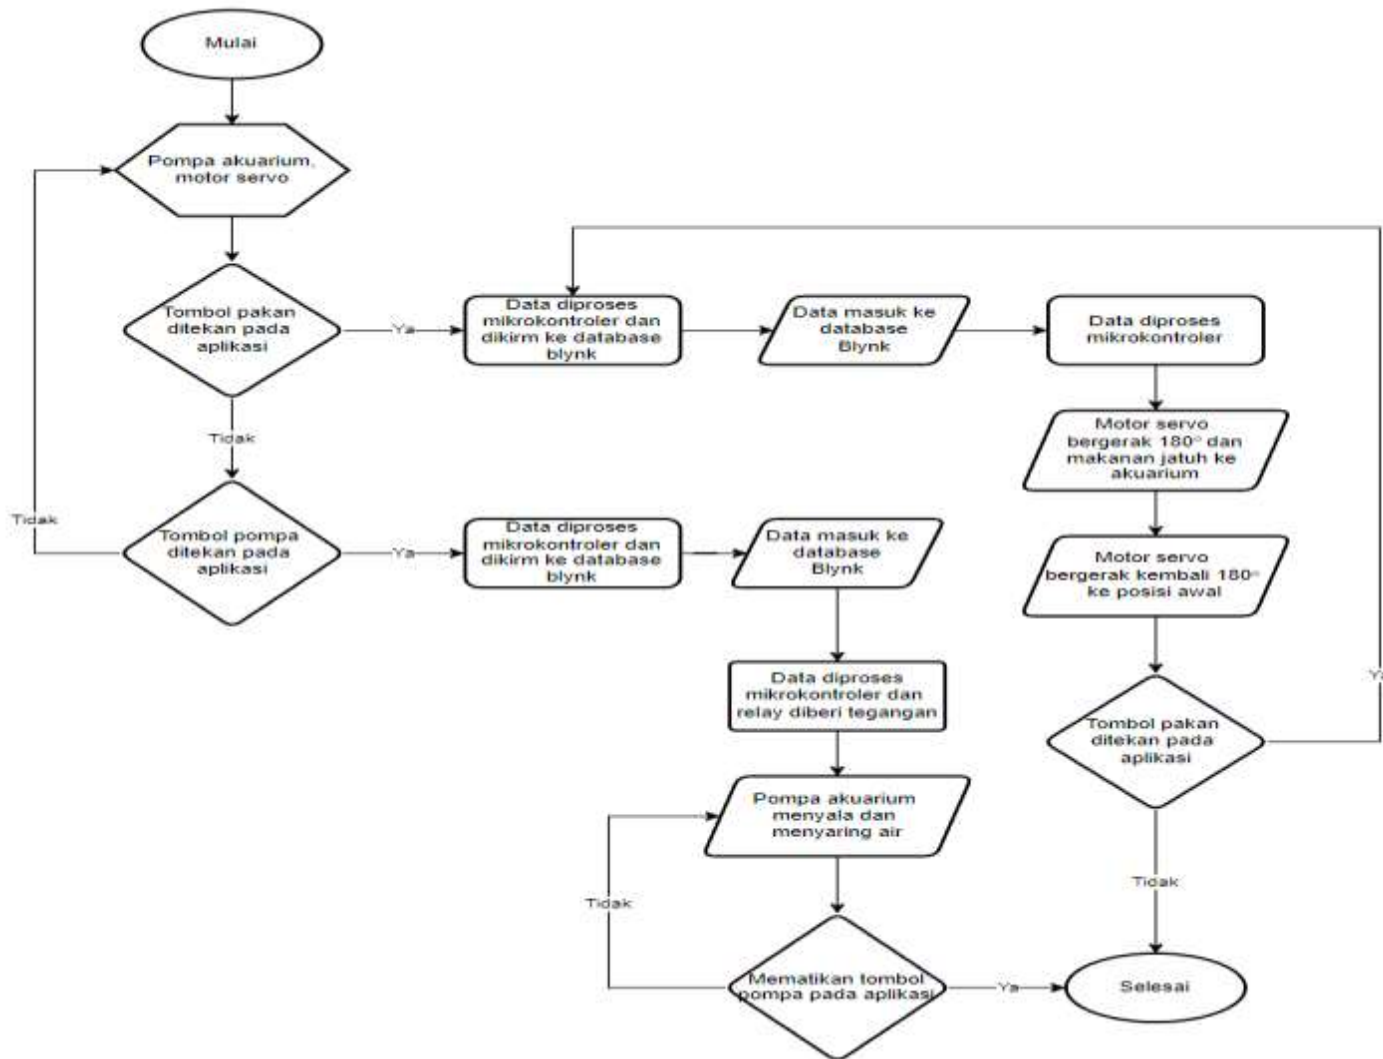 Mulai
Pompa akuarium,
motor servo
Tombol pakan
ditekan pada
aplikasi
Ya
Data diproses
mikrokontroler dan
dikirm ke database
blynk
Data masuk ke
database
Blynk
Data diproses
mikrokontroler
Motor servo
bergerak 180° dan
makanan jatuh ke
akuarium
Motor servo
bergerak kembali 180°
ke posisi awal
Tombol pakan
ditekan pada
aplikasi
Ya
Tidak
Tidak
Tombol pompa
ditekan pada
aplikasi
Tidak
Ya
Data diproses
mikrokontroler dan
dikirm ke database
blynk
Data masuk ke
database
Blynk
Data diproses
mikrokontroler dan
relay diberi tegangan
Pompa akuarium
menyala dan
menyaring air
Tidak
Mematikan tombol
pompa pada aplikasi
Ya
Selesai